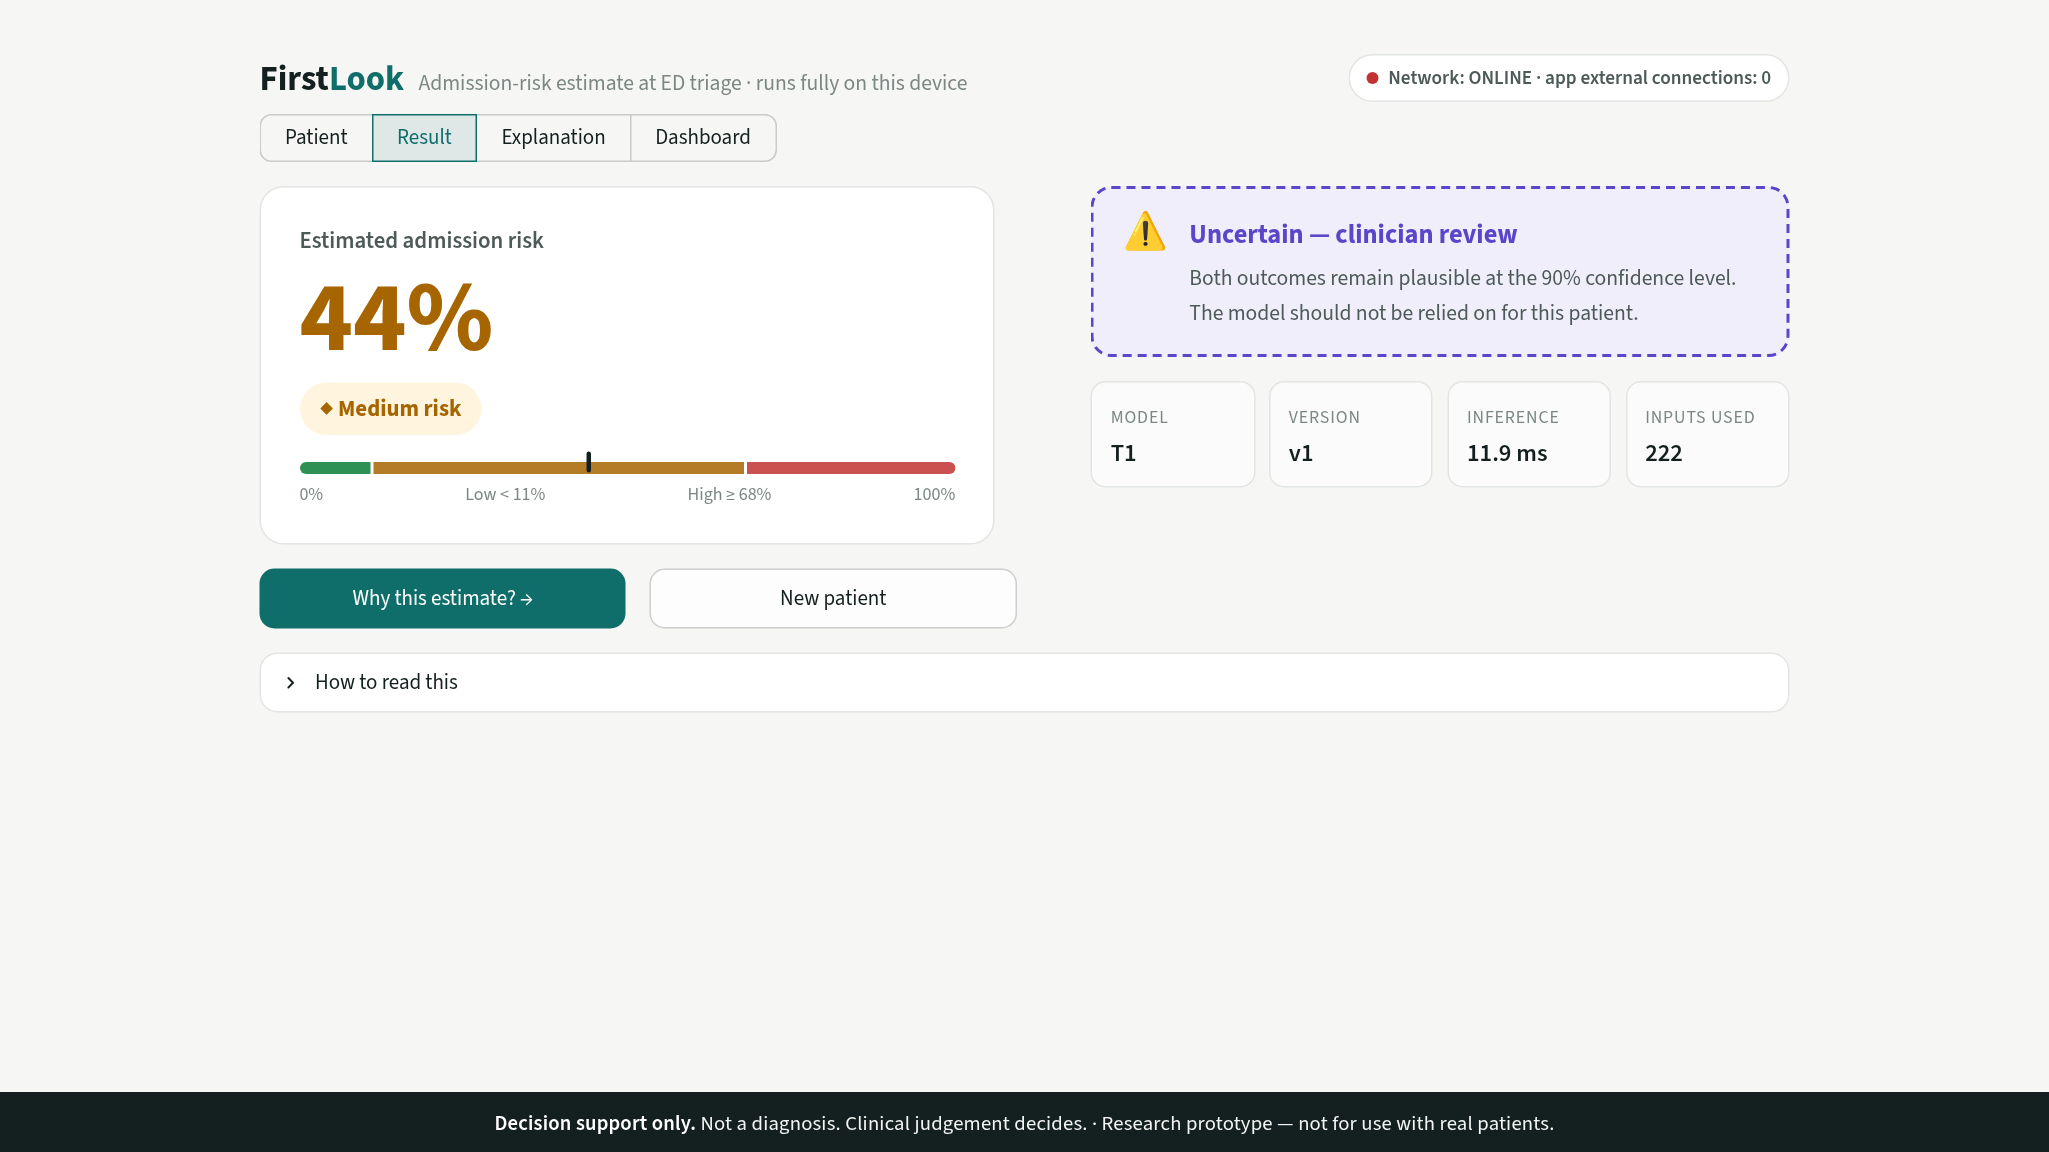 FirstLook Admission-risk estimate at ED triage · runs fully on this device
Network: ONLINE · app external connections: 0
Patient Result Explanation Dashboard
Estimated admission risk
44%
◆ Medium risk
0% Low < 11% High ≥ 68% 100%
Uncertain — clinician review
Both outcomes remain plausible at the 90% confidence level.
The model should not be relied on for this patient.
MODEL VERSION INFERENCE INPUTS USED
T1 v1 11.9 ms 222
Why this estimate? → New patient
How to read this
Decision support only. Not a diagnosis. Clinical judgement decides. · Research prototype — not for use with real patients.